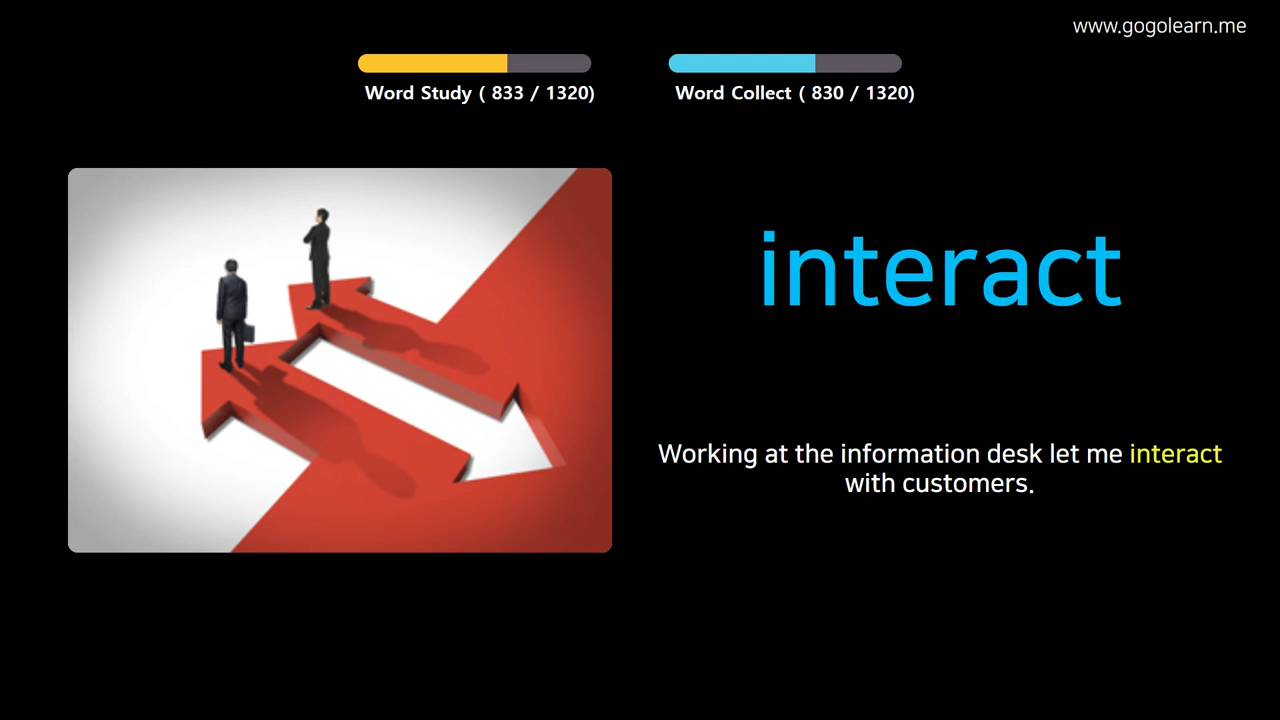 www.gogolearn.me
Word Study ( 833 / 1320)
Word Collect ( 830 / 1320)
interact
Working at the information desk let me interact
with customers.